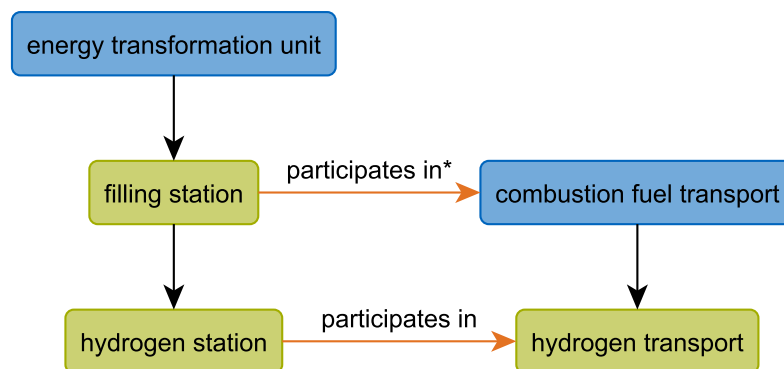 energy transformation unit
participates in*
filling station
combustion fuel transport
participates in
hydrogen station
hydrogen transport